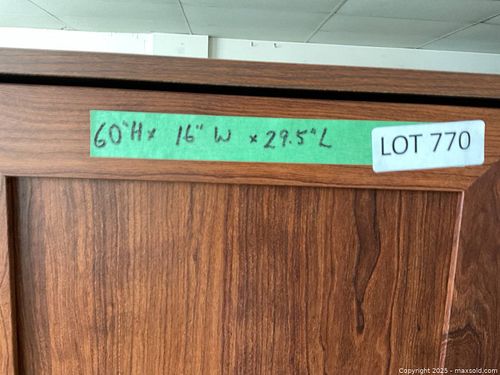 60"H x 16" W x 29.5"L
LOT 770
Copyright 2025 - maxsold.com